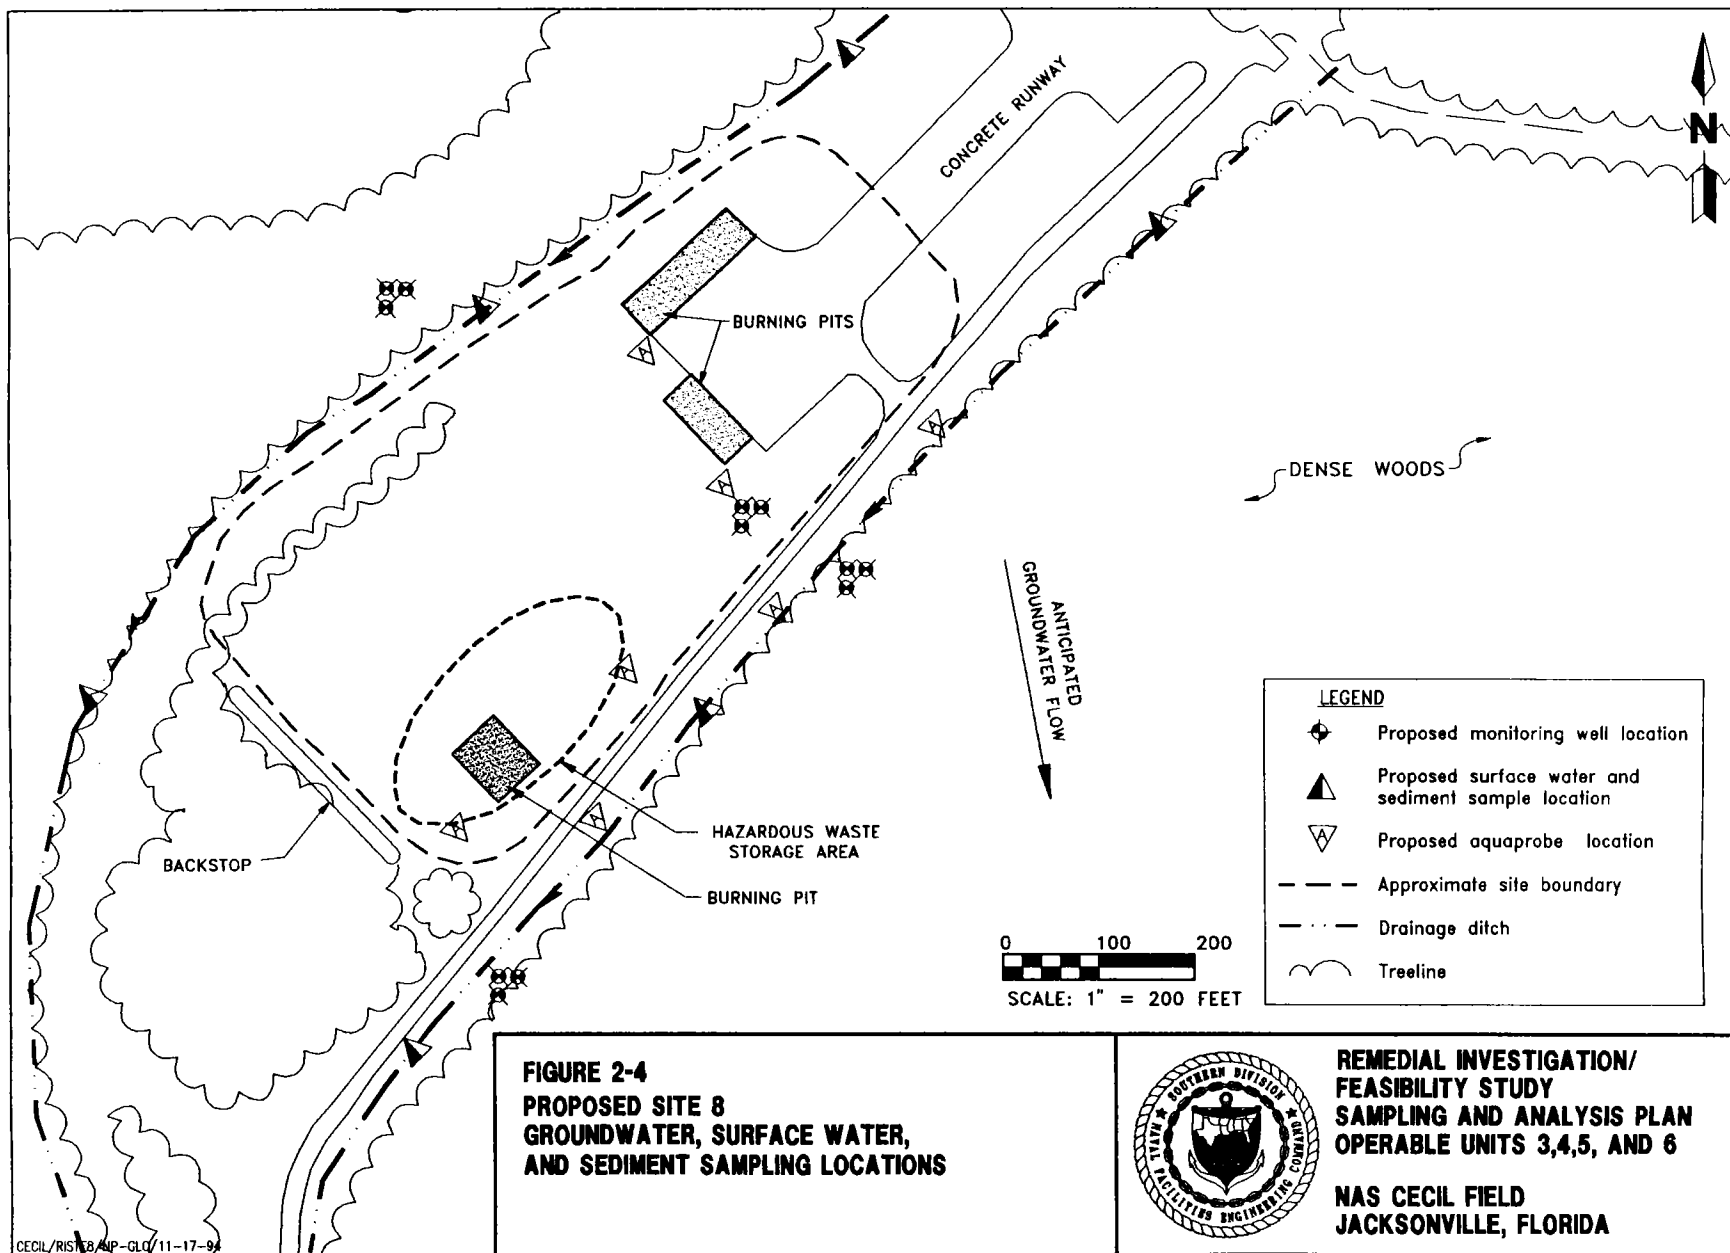 CONCRETE RUNWAY
N
BURNING PITS
DENSE WOODS
ANTICIPATED
GROUNDWATER FLOW
A
A
A
A
A
A
A
HAZARDOUS WASTE
STORAGE AREA
BACKSTOP
BURNING PIT
LEGEND
Proposed monitoring well location
Proposed surface water and
sediment sample location
A
Proposed aquaprobe location
Approximate site boundary
Drainage ditch
Treeline
0 100 200
SCALE: 1" = 200 FEET
FIGURE 2-4
PROPOSED SITE 8
GROUNDWATER, SURFACE WATER,
AND SEDIMENT SAMPLING LOCATIONS
SOUTHERN DIVISION
NAVAL FACILITIES ENGINEERING COMMAND
REMEDIAL INVESTIGATION/
FEASIBILITY STUDY
SAMPLING AND ANALYSIS PLAN
OPERABLE UNITS 3,4,5, AND 6
NAS CECIL FIELD
JACKSONVILLE, FLORIDA